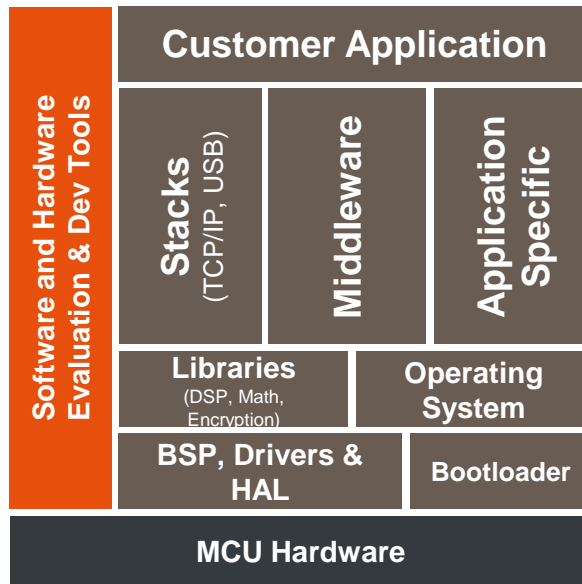 Customer Application
Software and Hardware
Evaluation & Dev Tools
Stacks
(TCP/IP, USB)
Middleware
Application
Specific
Libraries
(DSP, Math,
Encryption)
Operating
System
BSP, Drivers &
HAL
Bootloader
MCU Hardware